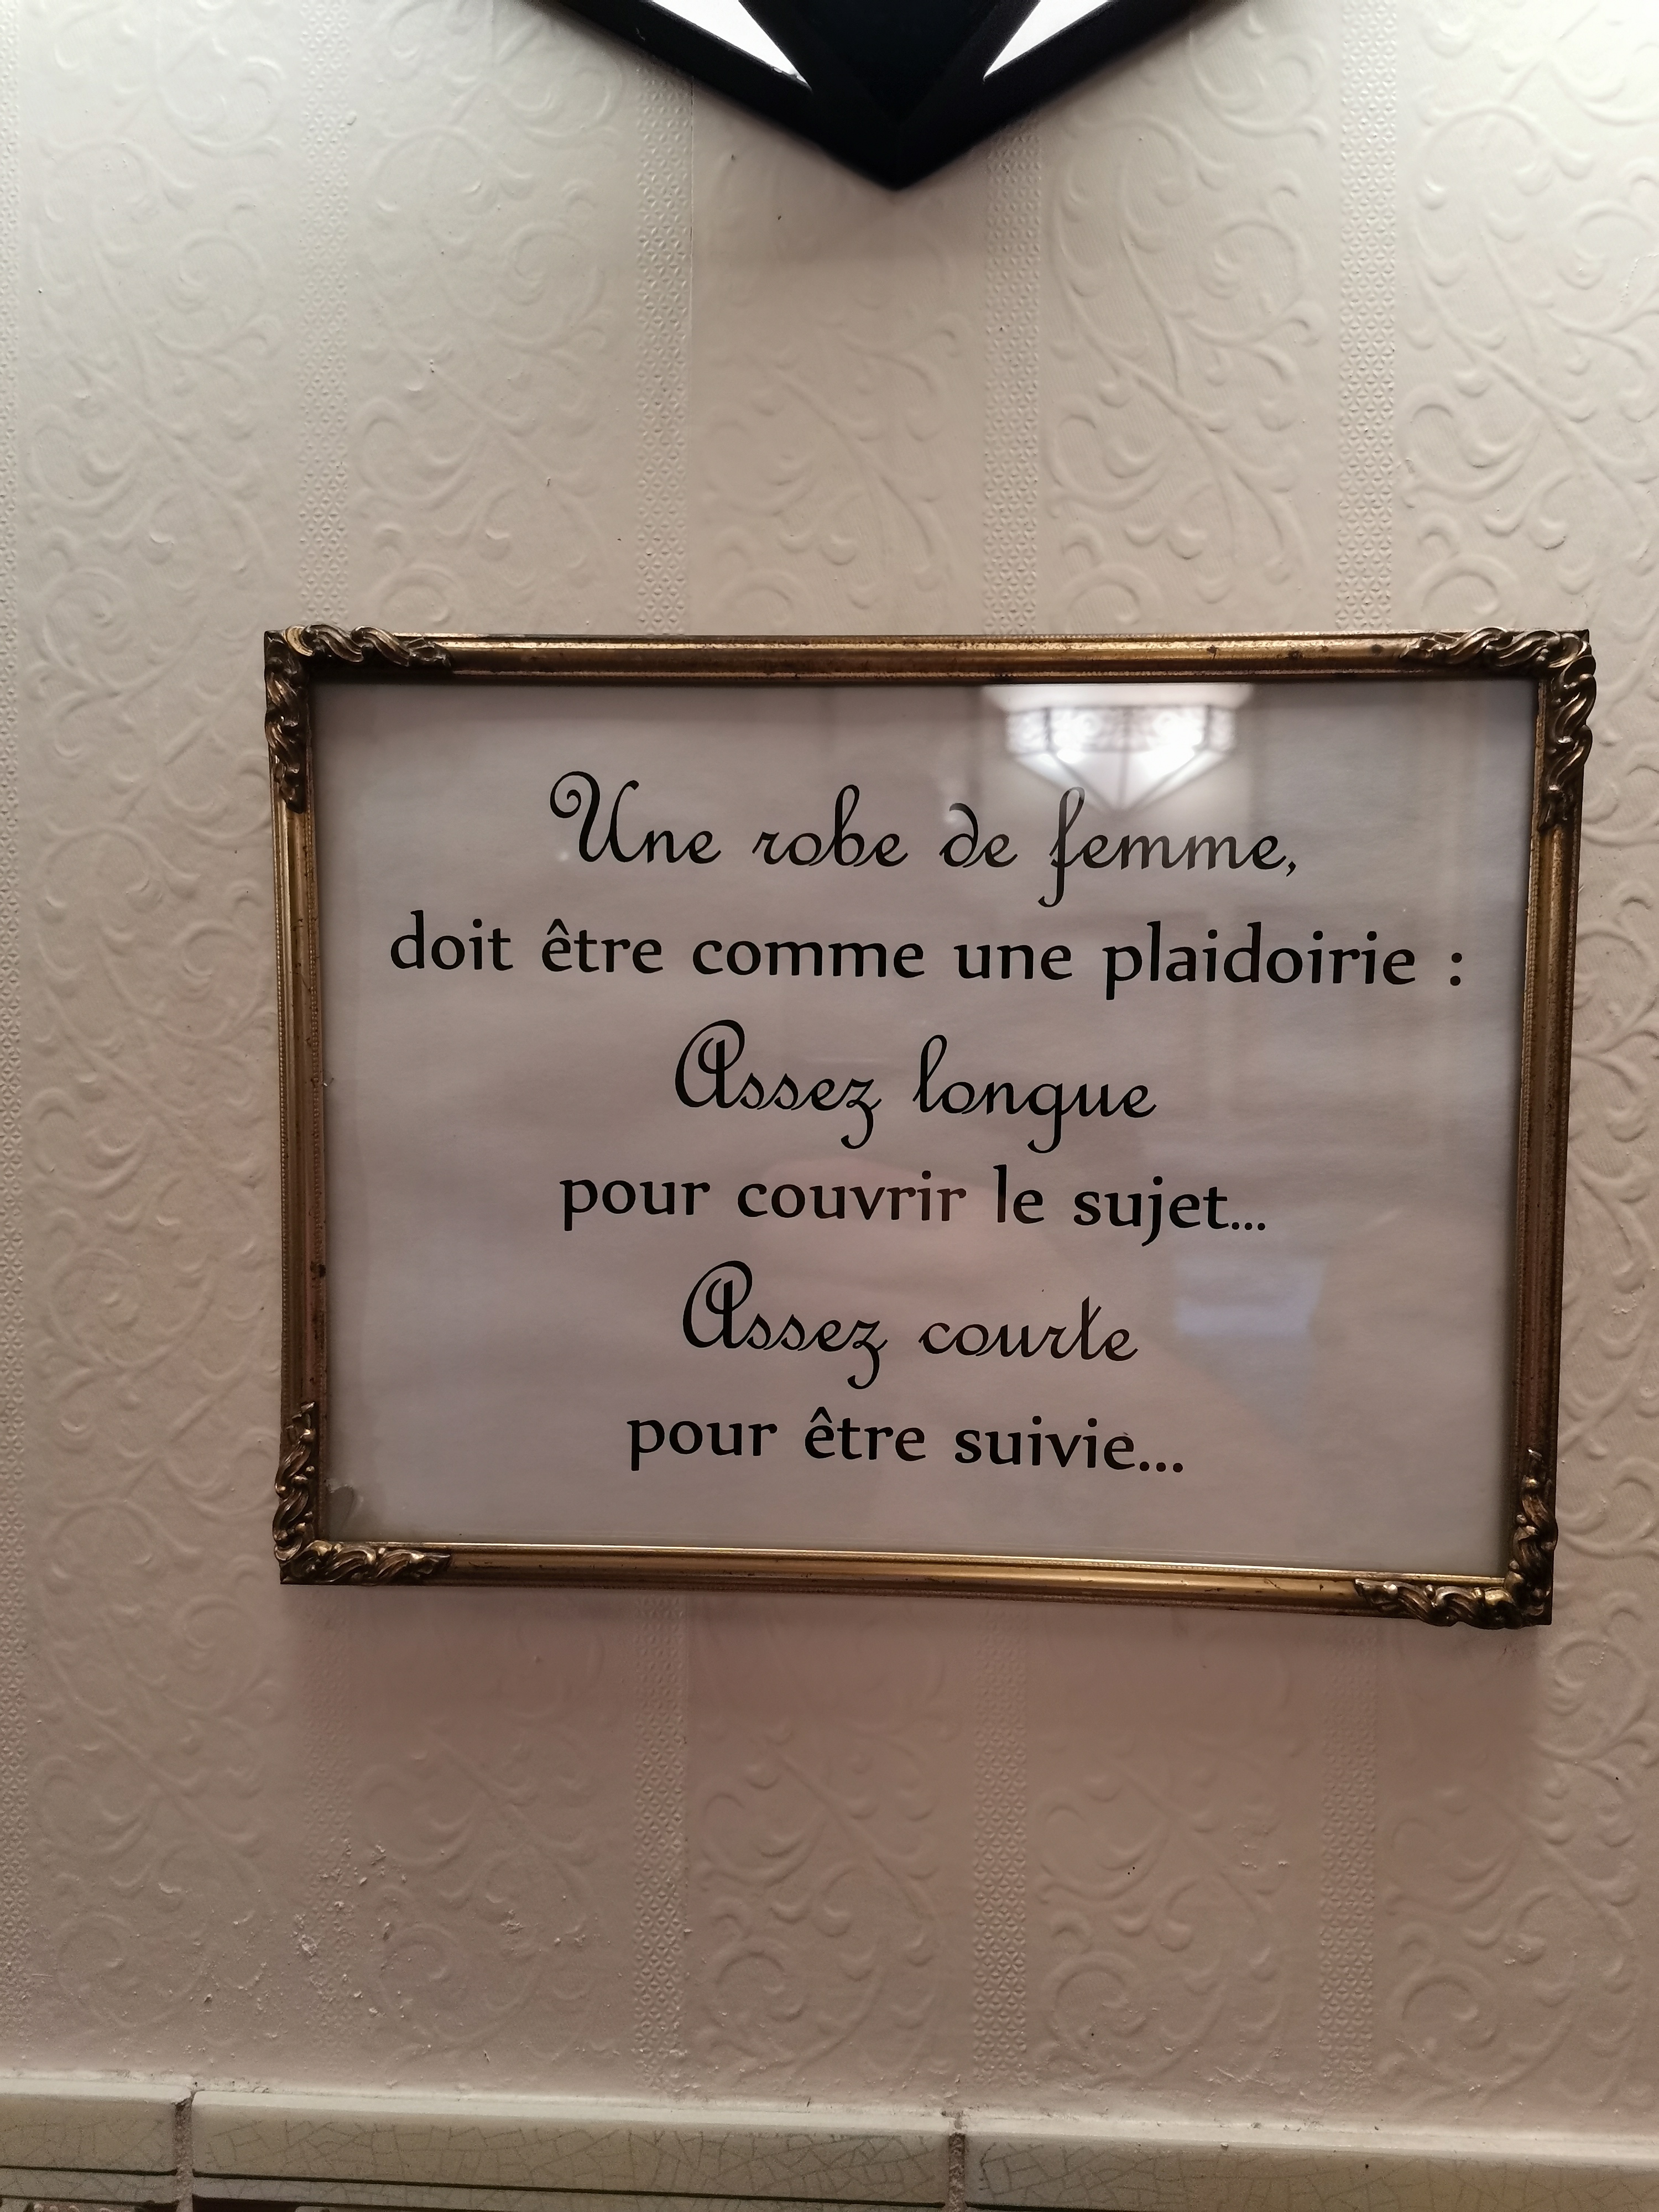 Une robe de femme,
doit être comme une plaidoirie :
Assez longue
pour couvrir le sujet...
Assez courte
pour être suivie...